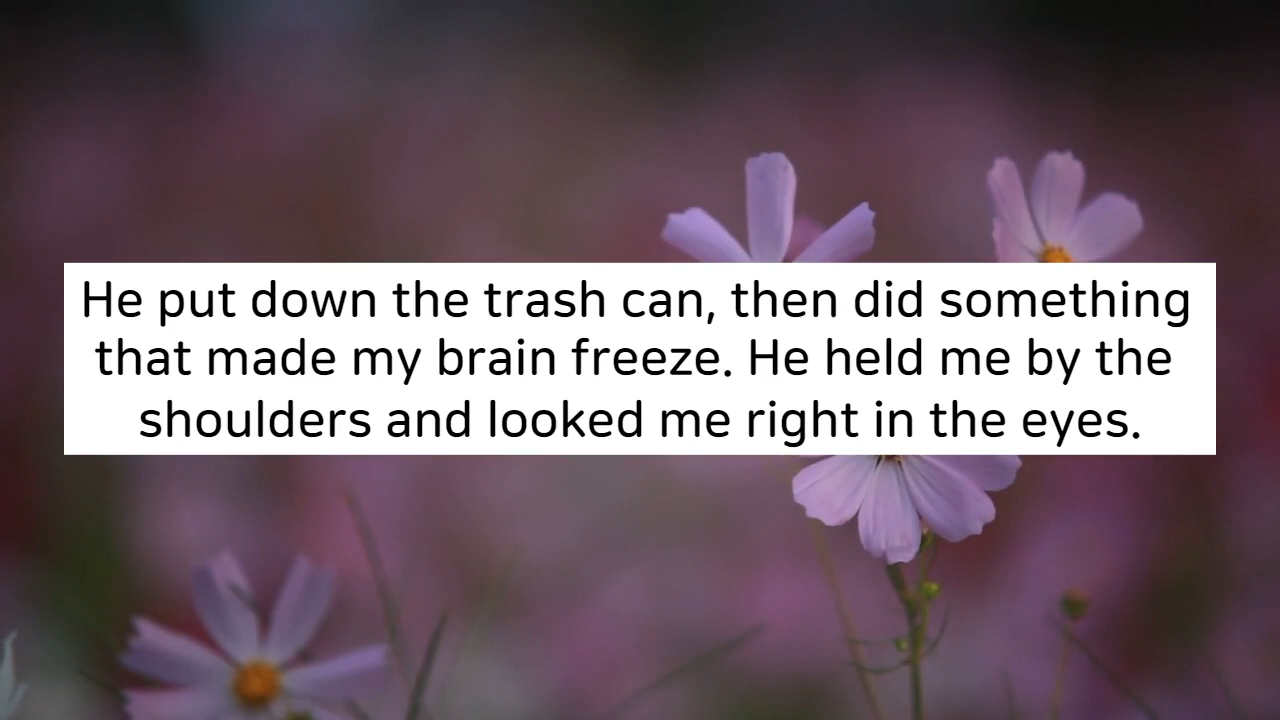 He put down the trash can, then did something
that made my brain freeze. He held me by the
shoulders and looked me right in the eyes.